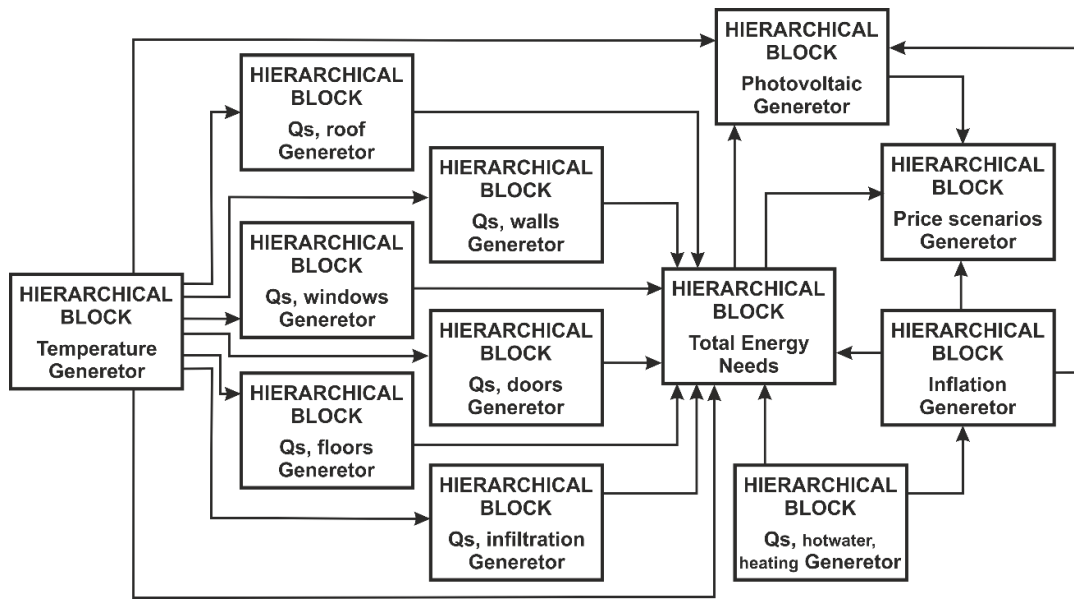 HIERARCHICAL
BLOCK
Photovoltaic
Generetor
HIERARCHICAL
BLOCK
Qs, roof
Generetor
HIERARCHICAL
BLOCK
Qs, walls
Generetor
HIERARCHICAL
BLOCK
Price scenarios
Generetor
HIERARCHICAL
BLOCK
Qs, windows
Generetor
HIERARCHICAL
BLOCK
Temperature
Generetor
HIERARCHICAL
BLOCK
Total Energy
Needs
HIERARCHICAL
BLOCK
Qs, doors
Generetor
HIERARCHICAL
BLOCK
Inflation
Generetor
HIERARCHICAL
BLOCK
Qs, floors
Generetor
HIERARCHICAL
BLOCK
Qs, infiltration
Generetor
HIERARCHICAL
BLOCK
Qs, hotwater,
heating Generetor